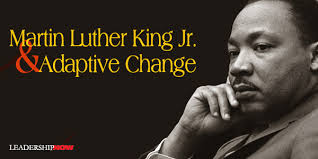 Martin Luther King Jr.
& Adaptive Change
LEADERSHIPNOW